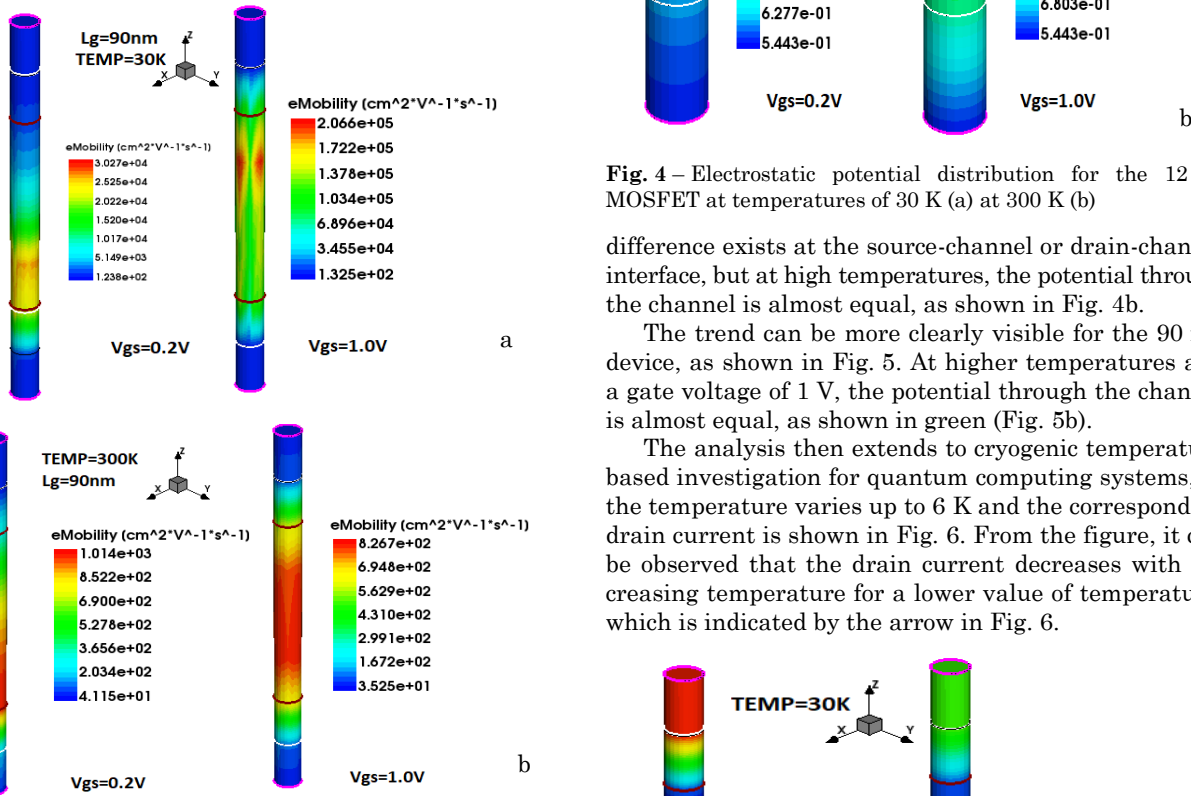 Lg=90nm
TEMP=30K
Z
X
Y
eMobility (cm^2*V^-1*s^-1)
3.027e+04
2.525e+04
2.022e+04
1.520e+04
1.017e+04
5.149e+03
1.238e+02
Vgs=0.2V
eMobility (cm^2*V^-1*s^-1)
2.066e+05
1.722e+05
1.378e+05
1.034e+05
6.896e+04
3.455e+04
1.325e+02
Vgs=1.0V
a
TEMP=300K
Lg=90nm
Z
X
Y
eMobility (cm^2*V^-1*s^-1)
1.014e+03
8.522e+02
6.900e+02
5.278e+02
3.656e+02
2.034e+02
4.115e+01
Vgs=0.2V
eMobility (cm^2*V^-1*s^-1)
8.267e+02
6.948e+02
5.629e+02
4.310e+02
2.991e+02
1.672e+02
3.525e+01
Vgs=1.0V
b
6.277e-01
5.443e-01
Vgs=0.2V
6.803e-01
5.443e-01
Vgs=1.0V
b
Fig. 4 – Electrostatic potential distribution for the 12
MOSFET at temperatures of 30 K (a) at 300 K (b)
difference exists at the source-channel or drain-chan
interface, but at high temperatures, the potential throu
the channel is almost equal, as shown in Fig. 4b.
The trend can be more clearly visible for the 90
device, as shown in Fig. 5. At higher temperatures a
a gate voltage of 1 V, the potential through the chan
is almost equal, as shown in green (Fig. 5b).
The analysis then extends to cryogenic temperatu
based investigation for quantum computing systems,
the temperature varies up to 6 K and the correspond
drain current is shown in Fig. 6. From the figure, it
be observed that the drain current decreases with
creasing temperature for a lower value of temperatu
which is indicated by the arrow in Fig. 6.
TEMP=30K
Z
X
Y